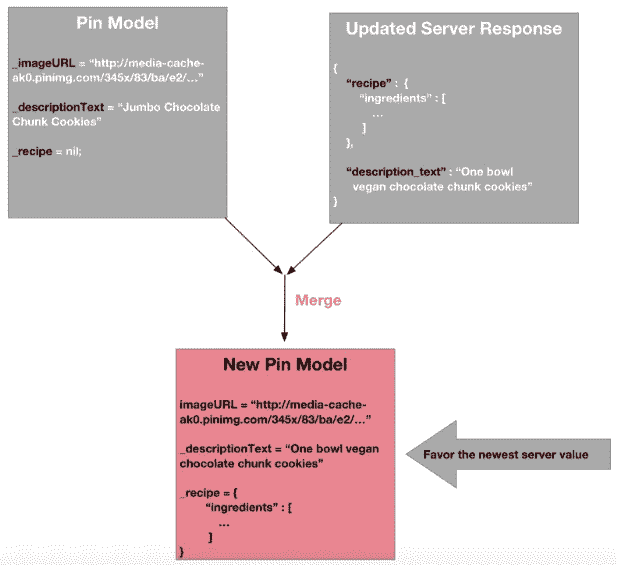 Pin Model
_imageURL = “http://media-cache-
ak0.pinimg.com/345x/83/ba/e2/…”
_descriptionText = “Jumbo Chocolate
Chunk Cookies”
_recipe = nil;
Updated Server Response
{
“recipe” : {
“ingredients” : [
…
]
},
“description_text” : “One bowl
vegan chocolate chunk cookies”
}
Merge
New Pin Model
imageURL = “http://media-cache-
ak0.pinimg.com/345x/83/ba/e2/…”
_descriptionText = “One bowl vegan
chocolate chunk cookies”
_recipe = {
“ingredients” : [
…
]
}
Favor the newest server value